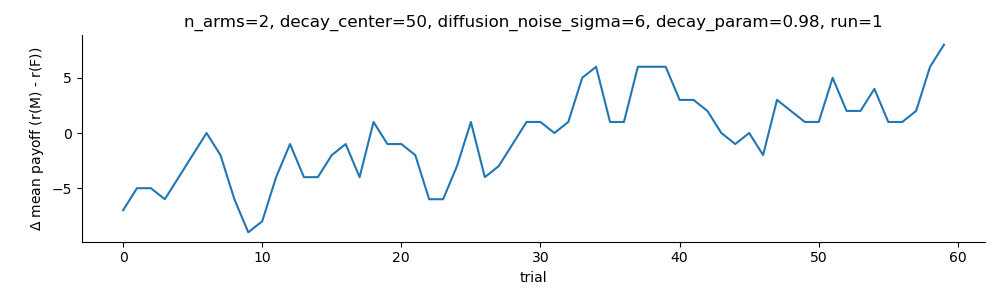 n_arms=2, decay_center=50, diffusion_noise_sigma=6, decay_param=0.98, run=1
Δ mean payoff (r(M) - r(F))
5
0
−5
0 10 20 30 40 50 60
trial